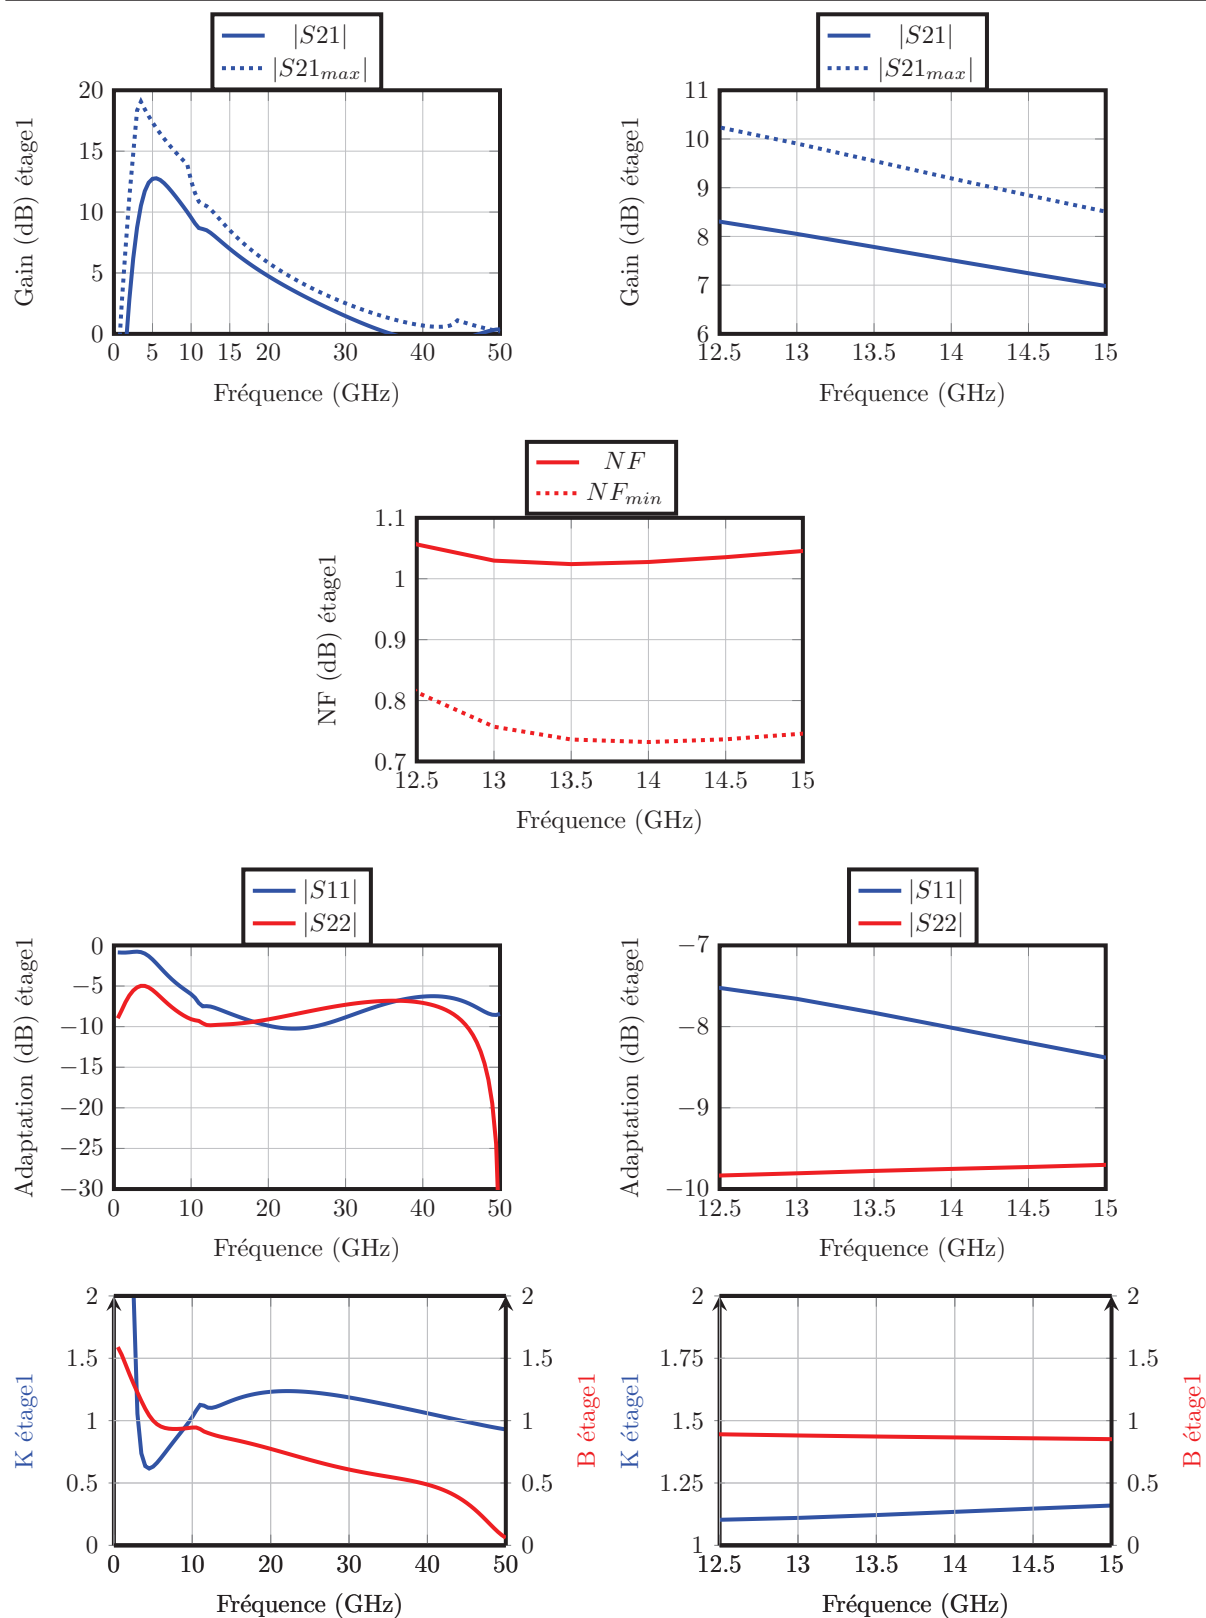 |S21|
|S21max|
Gain (dB) étage1
20
15
10
5
0
0 5 10 15 20 30 40 50
Fréquence (GHz)
|S21|
|S21max|
Gain (dB) étage1
11
10
9
8
7
6
12.5 13 13.5 14 14.5 15
Fréquence (GHz)
NF
NFmin
NF (dB) étage1
1.1
1
0.9
0.8
0.7
12.5 13 13.5 14 14.5 15
Fréquence (GHz)
|S11|
|S22|
Adaptation (dB) étage1
0
−5
−10
−15
−20
−25
−30
0 10 20 30 40 50
Fréquence (GHz)
|S11|
|S22|
Adaptation (dB) étage1
−7
−8
−9
−10
12.5 13 13.5 14 14.5 15
Fréquence (GHz)
K étage1
2
1.5
1
0.5
0
0 10 20 30 40 50
Fréquence (GHz)
2
1.5
1
0.5
0
B étage1
K étage1
2
1.75
1.5
1.25
1
12.5 13 13.5 14 14.5 15
Fréquence (GHz)
2
1.5
1
0.5
0
B étage1